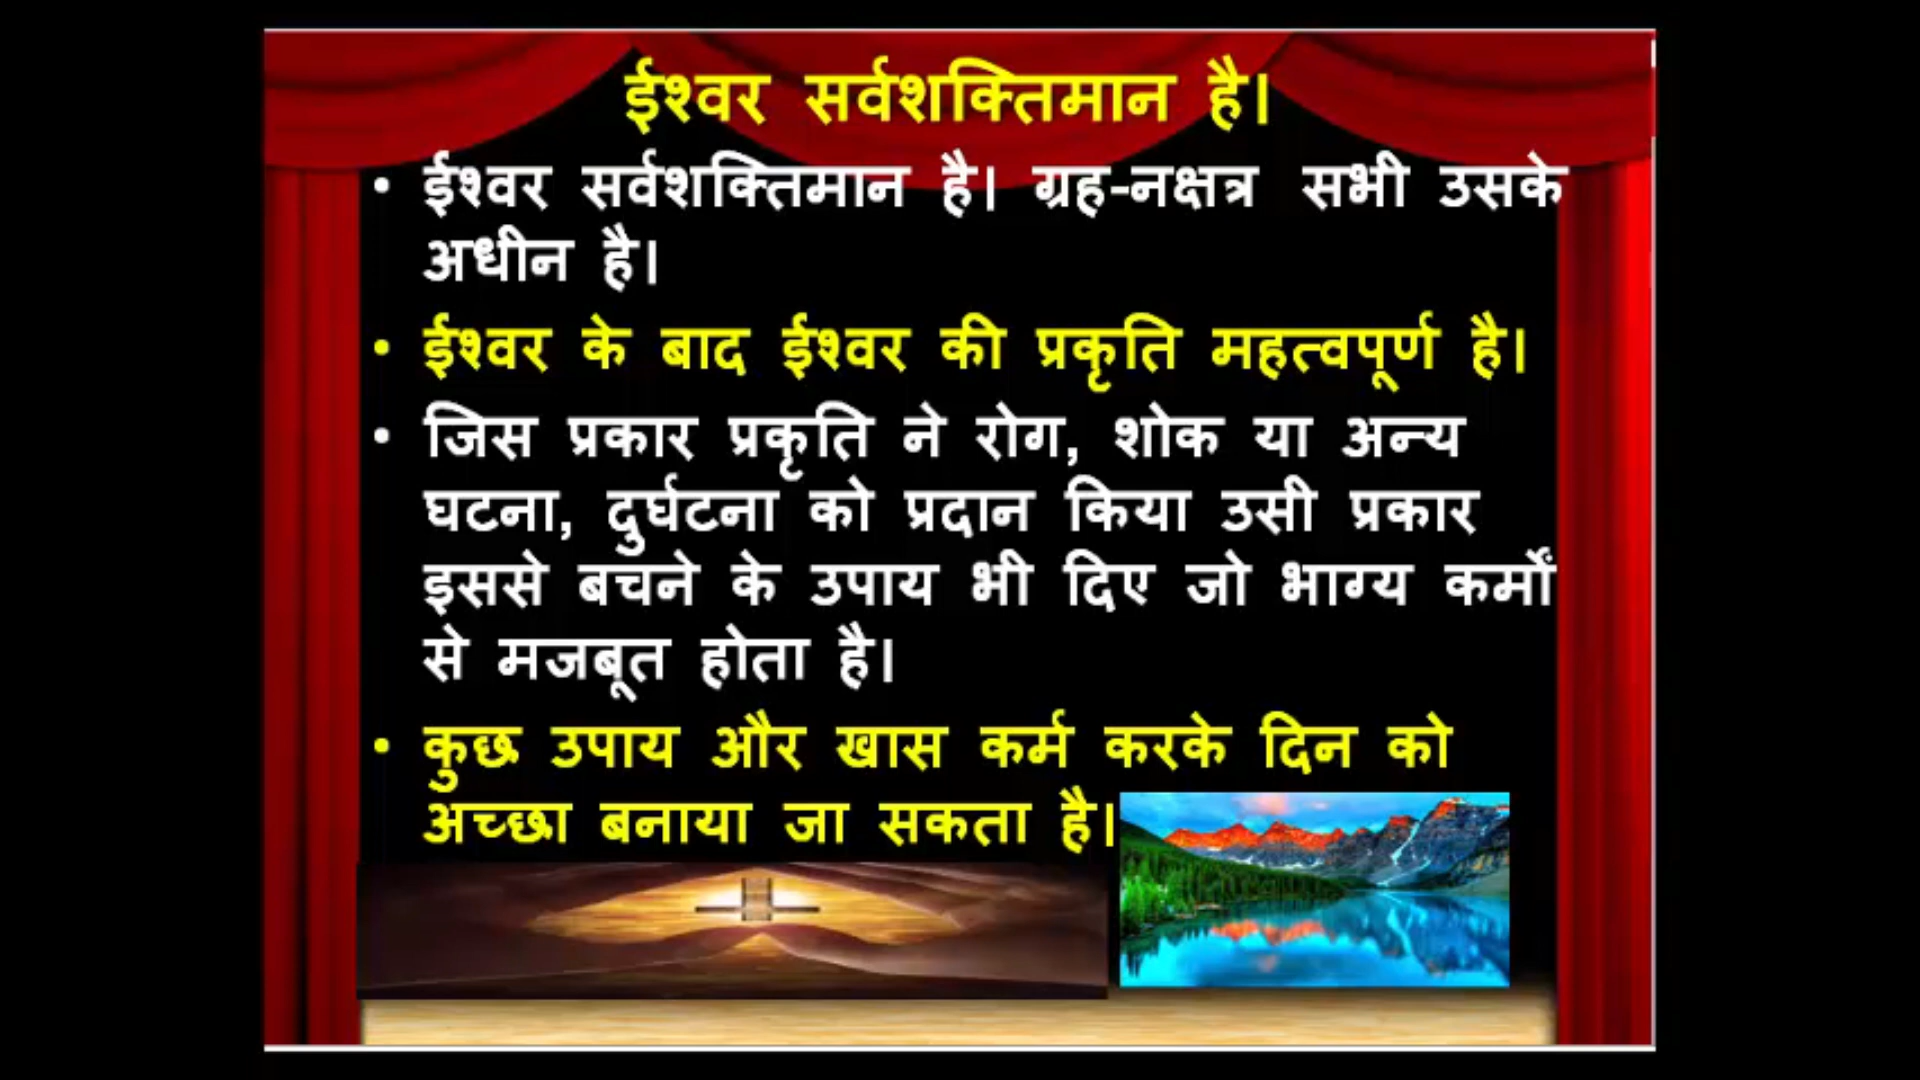 ईश्वर सर्वशक्तिमान है।
• ईश्वर सर्वशक्तिमान है। ग्रह-नक्षत्र सभी उसके
अधीन है।
• ईश्वर के बाद ईश्वर की प्रकृति महत्वपूर्ण है।
• जिस प्रकार प्रकृति ने रोग, शोक या अन्य
घटना, दुर्घटना को प्रदान किया उसी प्रकार
इससे बचने के उपाय भी दिए जो भाग्य कर्मों
से मजबूत होता है।
• कुछ उपाय और खास कर्म करके दिन को
अच्छा बनाया जा सकता है।